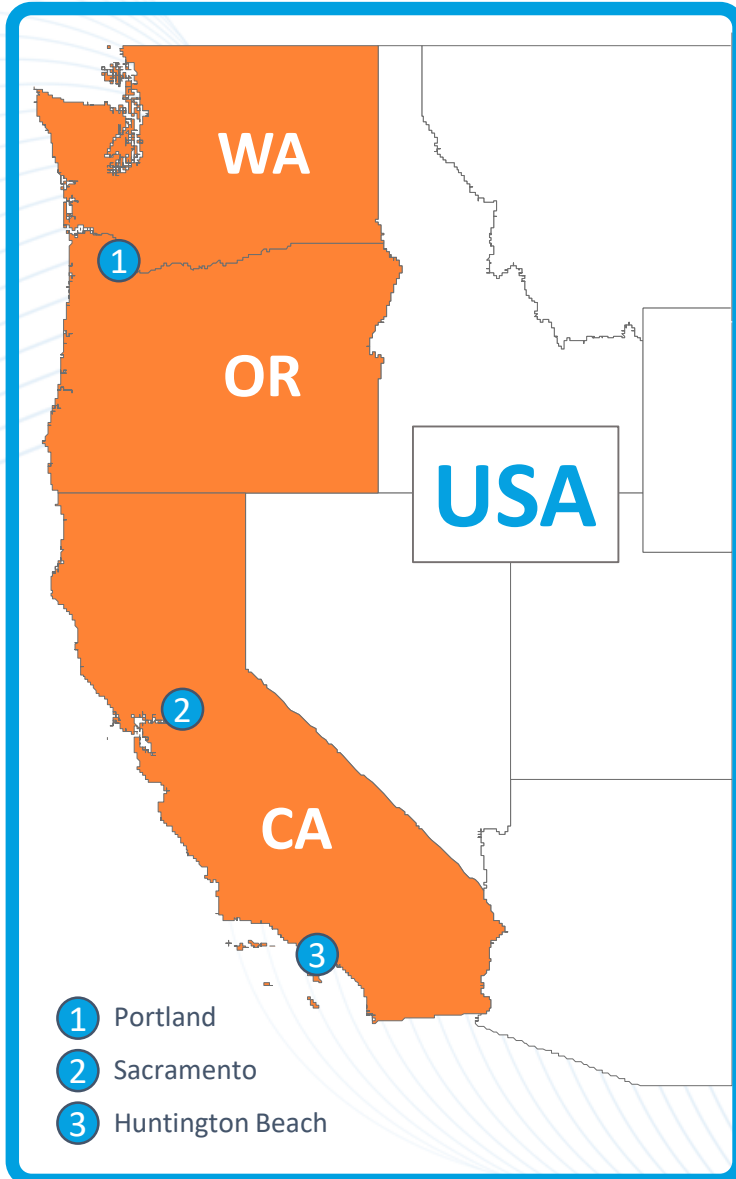 WA
1
OR
USA
2
CA
3
1 Portland
2 Sacramento
3 Huntington Beach